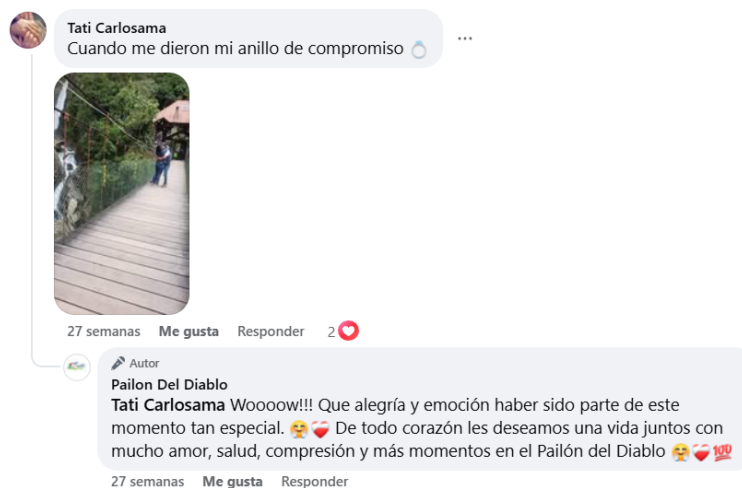 Tati Carlosama
Cuando me dieron mi anillo de compromiso 💍
27 semanas Me gusta Responder 2
Autor
Pailon Del Diablo
Tati Carlosama Woooow!!! Que alegría y emoción haber sido parte de este
momento tan especial. 🤗❤️‍🩹 De todo corazón les deseamos una vida juntos con
mucho amor, salud, compresión y más momentos en el Pailón del Diablo 🤗❤️‍🩹💯
27 semanas Me gusta Responder